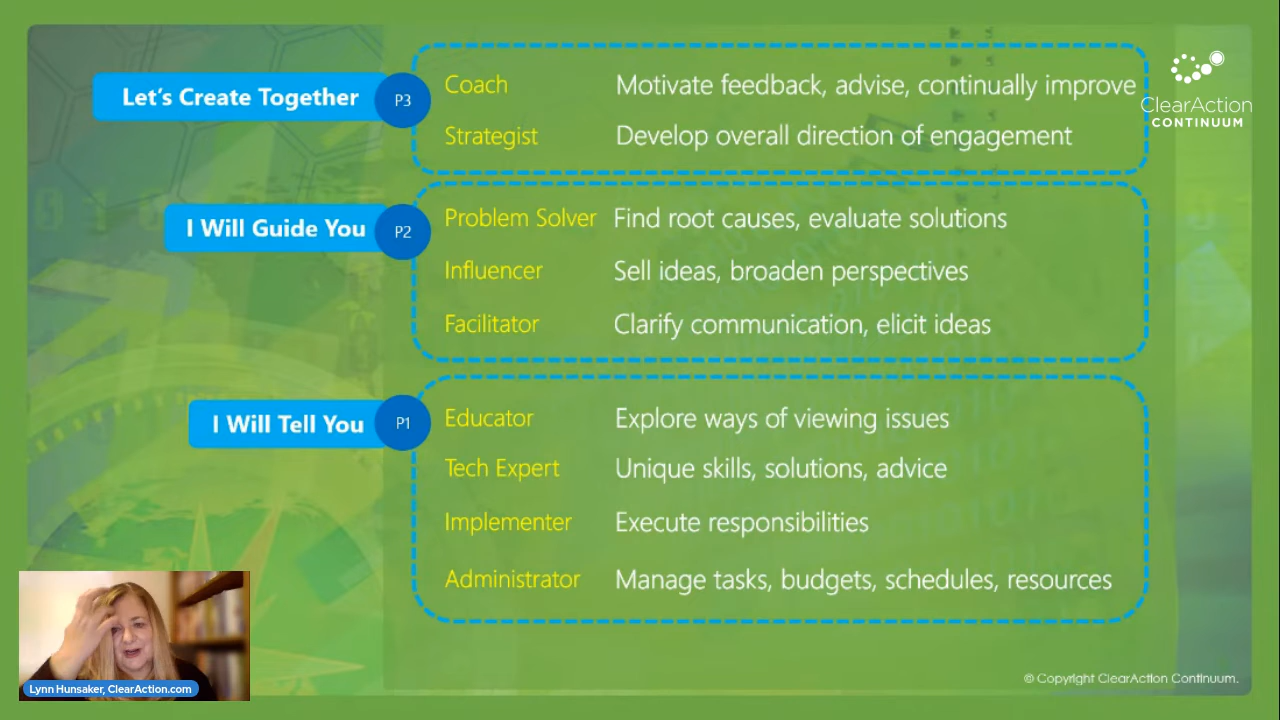 Let's Create Together
P3
Coach
Motivate feedback, advise, continually improve
Strategist
Develop overall direction of engagement
ClearAction
CONTINUUM™
I Will Guide You
P2
Problem Solver
Find root causes, evaluate solutions
Influencer
Sell ideas, broaden perspectives
Facilitator
Clarify communication, elicit ideas
I Will Tell You
P1
Educator
Explore ways of viewing issues
Tech Expert
Unique skills, solutions, advice
Implementer
Execute responsibilities
Administrator
Manage tasks, budgets, schedules, resources
Lynn Hunsaker, ClearAction.com
© Copyright ClearAction Continuum.